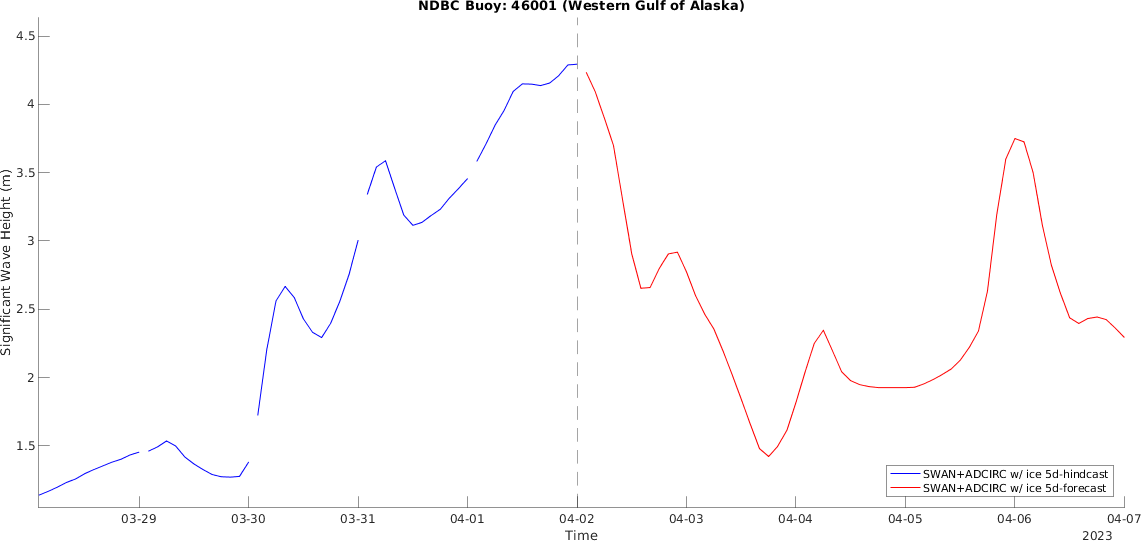 NDBC Buoy: 46001 (Western Gulf of Alaska)
4.5
4
3.5
3
2.5
2
1.5
Significant Wave Height (m)
SWAN+ADCIRC w/ ice 5d-hindcast
SWAN+ADCIRC w/ ice 5d-forecast
03-29 03-30 03-31 04-01 04-02 04-03 04-04 04-05 04-06 04-07
Time
2023